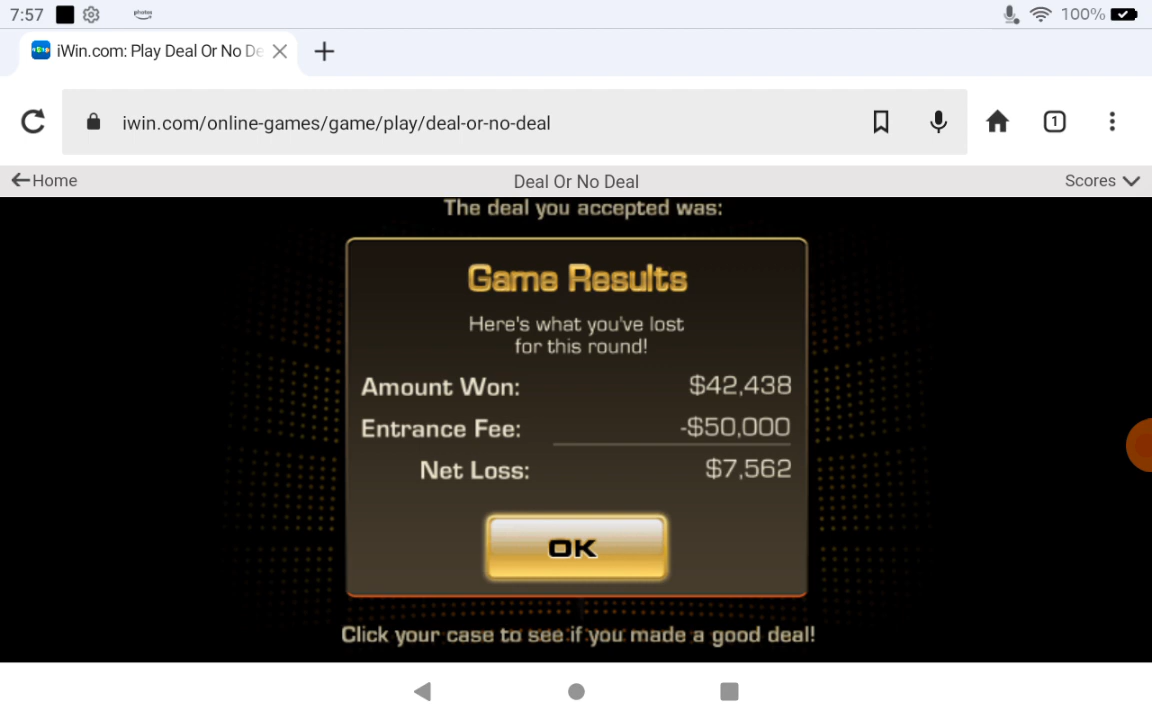 7:57 photos 100%
iWin.com: Play Deal Or No De
iwin.com/online-games/game/play/deal-or-no-deal 1
Home Deal Or No Deal Scores
The deal you accepted was:
Game Results
Here's what you've lost
for this round!
Amount Won: $42,438
Entrance Fee: -$50,000
Net Loss: $7,562
OK
Click your case to see if you made a good deal!